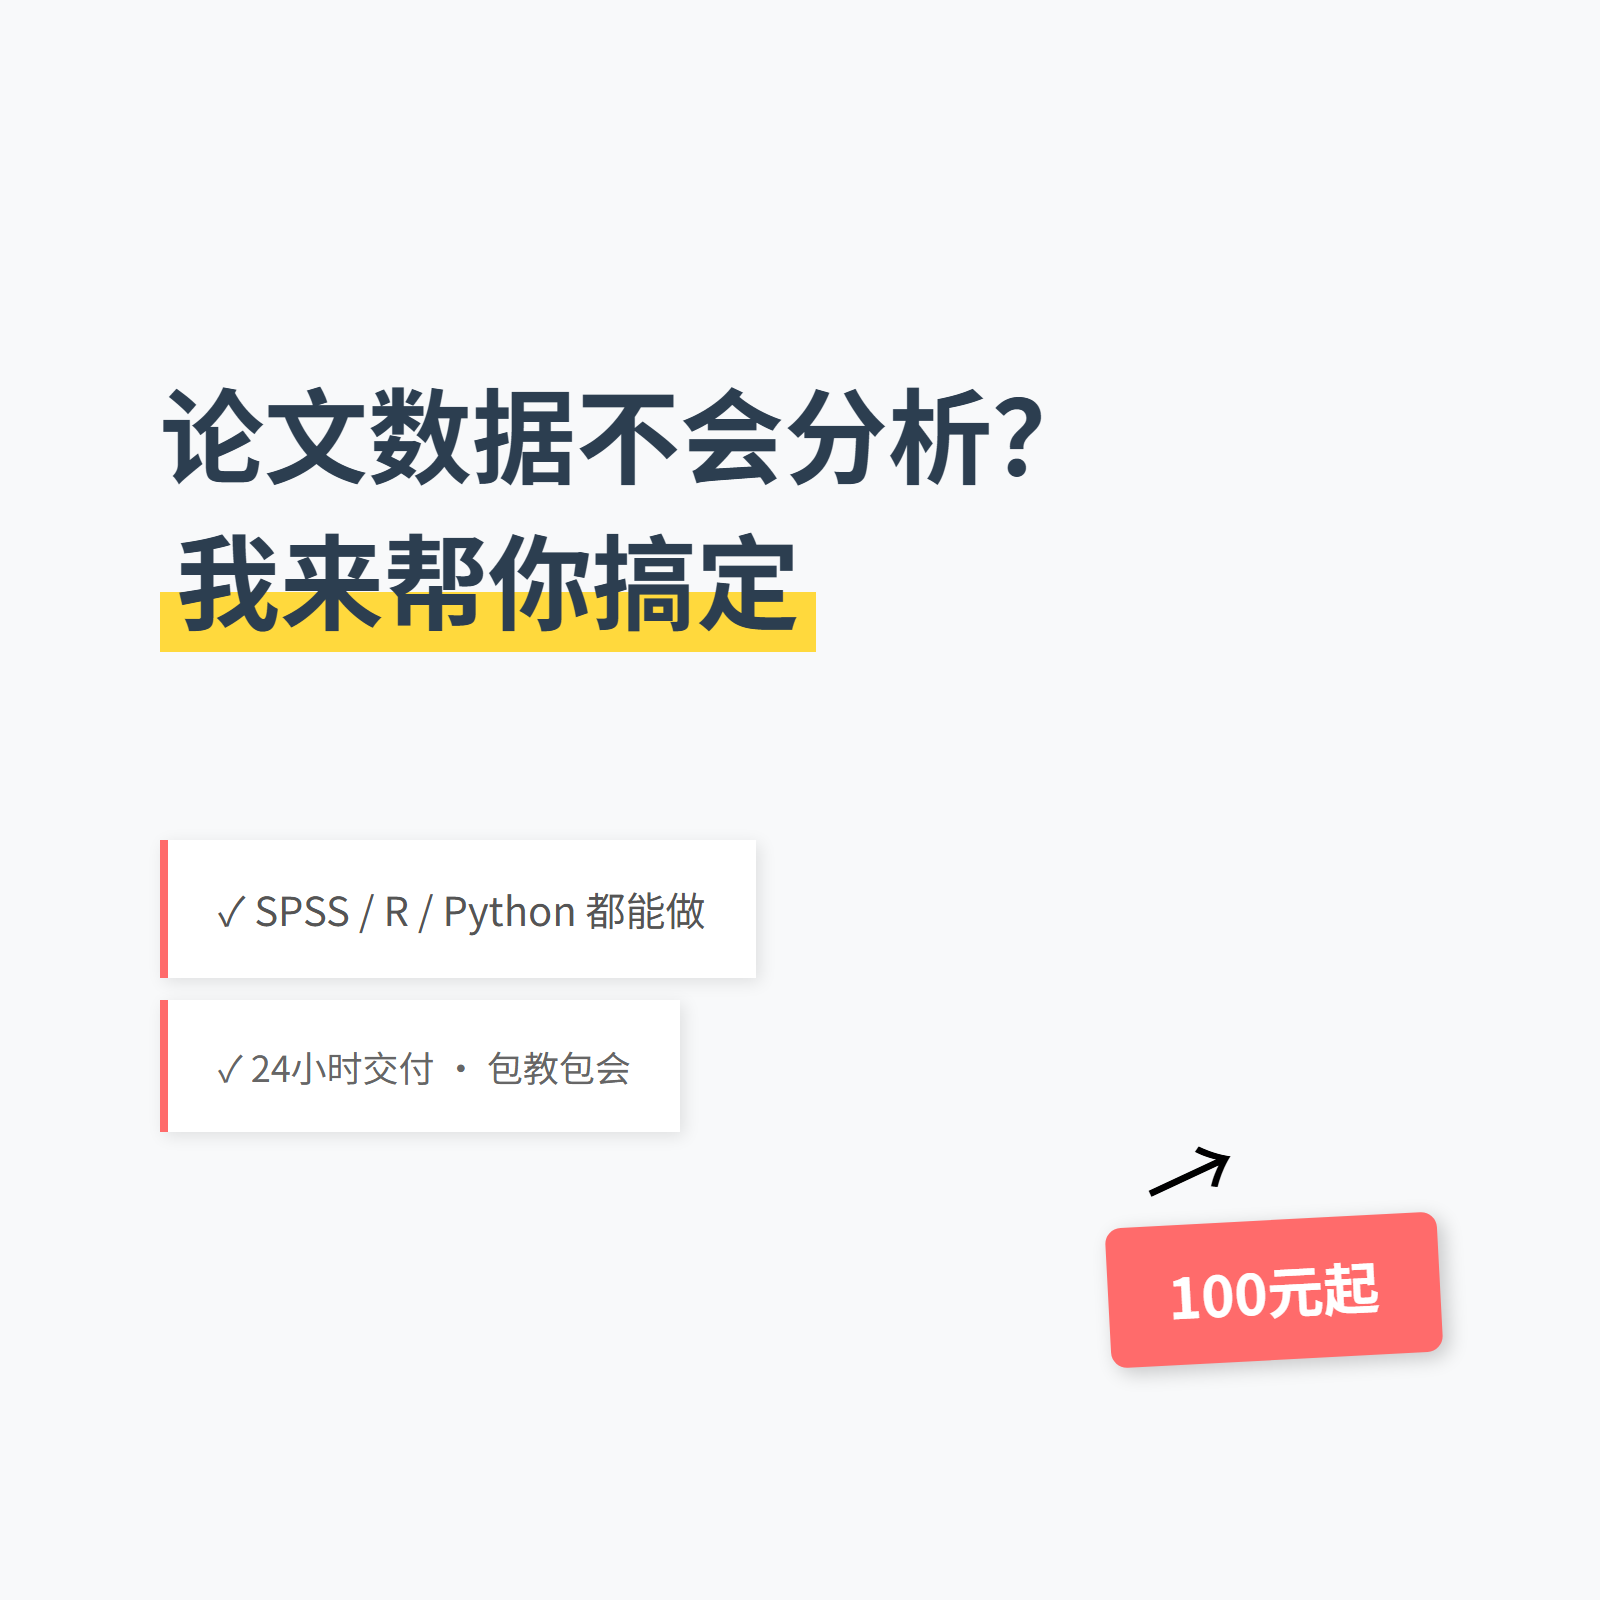 论文数据不会分析?
我来帮你搞定
✓ SPSS / R / Python 都能做
✓ 24小时交付 · 包教包会
→
100元起